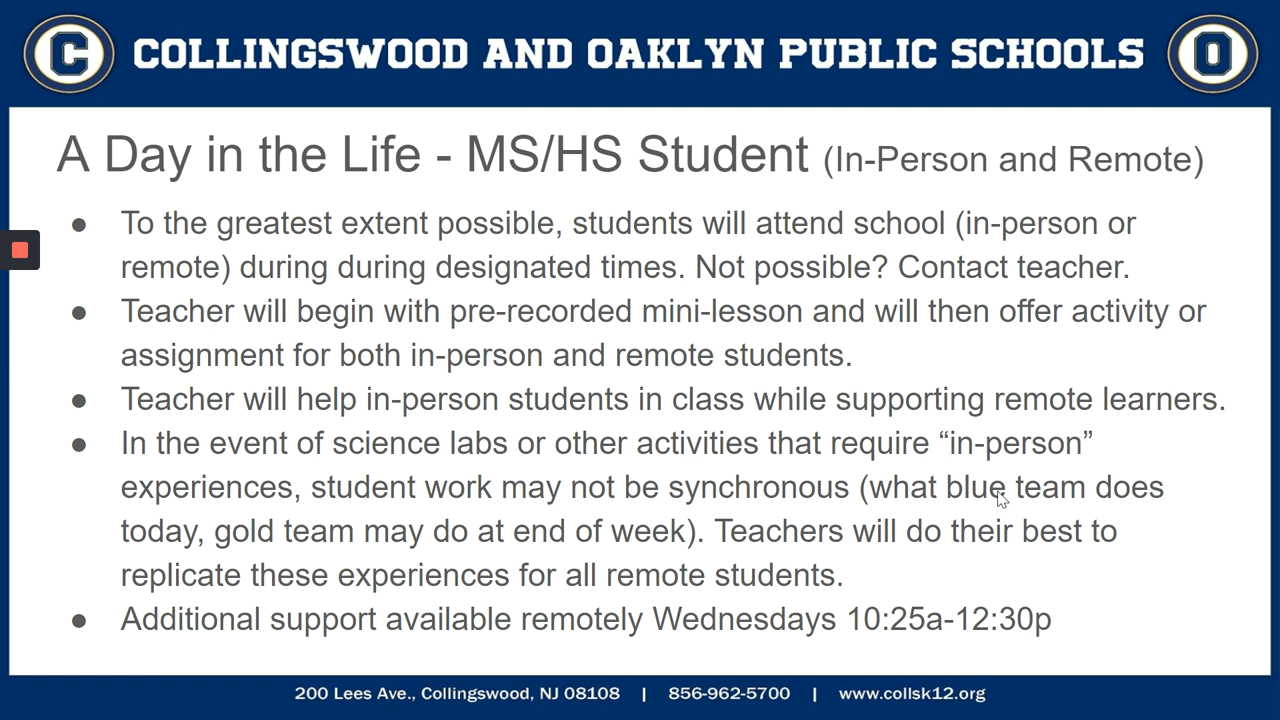 C COLLINGSWOOD AND OAKLYN PUBLIC SCHOOLS O
A Day in the Life - MS/HS Student (In-Person and Remote)
● To the greatest extent possible, students will attend school (in-person or
remote) during during designated times. Not possible? Contact teacher.
● Teacher will begin with pre-recorded mini-lesson and will then offer activity or
assignment for both in-person and remote students.
● Teacher will help in-person students in class while supporting remote learners.
● In the event of science labs or other activities that require “in-person”
experiences, student work may not be synchronous (what blue team does
today, gold team may do at end of week). Teachers will do their best to
replicate these experiences for all remote students.
● Additional support available remotely Wednesdays 10:25a-12:30p
200 Lees Ave., Collingswood, NJ 08108 | 856-962-5700 | www.collsk12.org